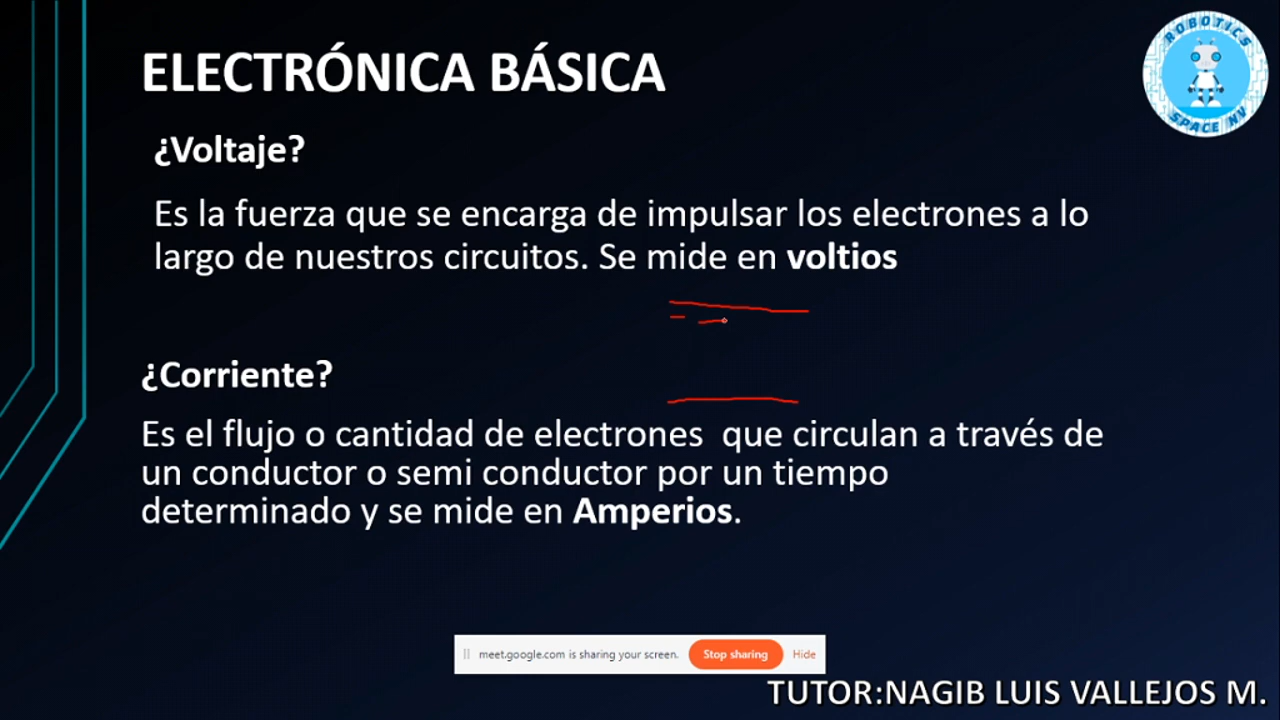 ELECTRÓNICA BÁSICA
ROBOTICS
SPACE NV
¿Voltaje?
Es la fuerza que se encarga de impulsar los electrones a lo
largo de nuestros circuitos. Se mide en voltios
¿Corriente?
Es el flujo o cantidad de electrones que circulan a través de
un conductor o semi conductor por un tiempo
determinado y se mide en Amperios.
meet.google.com is sharing your screen. Stop sharing Hide
TUTOR:NAGIB LUIS VALLEJOS M.